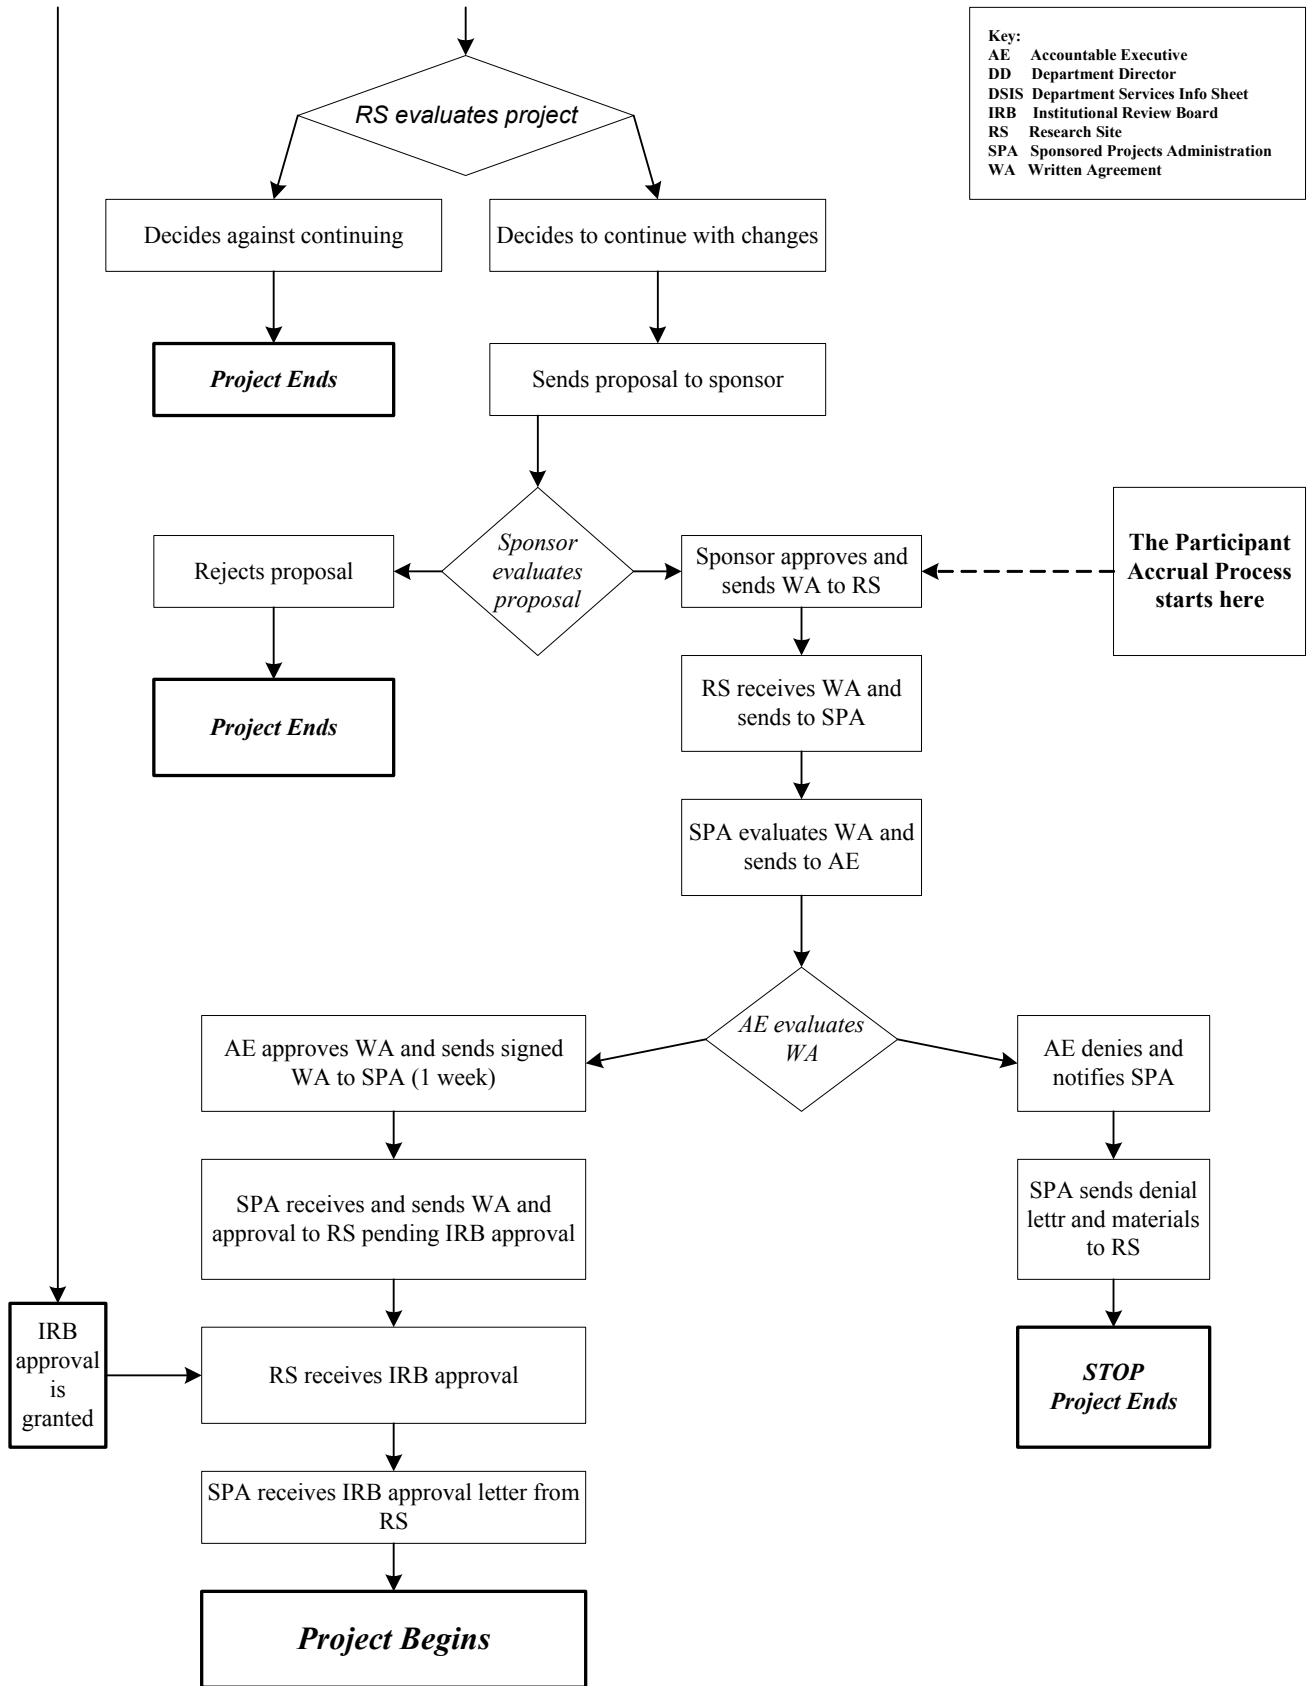 Key:
AE Accountable Executive
DD Department Director
DSIS Department Services Info Sheet
IRB Institutional Review Board
RS Research Site
SPA Sponsored Projects Administration
WA Written Agreement
RS evaluates project
Decides against continuing
Decides to continue with changes
Project Ends
Sends proposal to sponsor
Sponsor
evaluates
proposal
Rejects proposal
Sponsor approves and
sends WA to RS
The Participant
Accrual Process
starts here
Project Ends
RS receives WA and
sends to SPA
SPA evaluates WA and
sends to AE
AE evaluates
WA
AE approves WA and sends signed
WA to SPA (1 week)
AE denies and
notifies SPA
SPA receives and sends WA and
approval to RS pending IRB approval
SPA sends denial
lettr and materials
to RS
IRB
approval
is
granted
RS receives IRB approval
STOP
Project Ends
SPA receives IRB approval letter from
RS
Project Begins